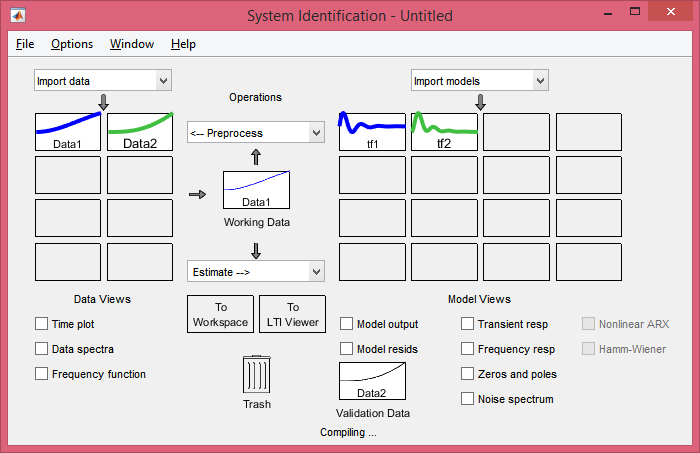 System Identification - Untitled
File Options Window Help
Import data
Import models
Operations
Data1
Data2
<-- Preprocess
tf1
tf2
Data1
Working Data
Estimate -->
Data Views
To Workspace
To LTI Viewer
Model Views
Time plot
Data spectra
Frequency function
Model output
Model resids
Transient resp
Frequency resp
Zeros and poles
Noise spectrum
Nonlinear ARX
Hamm-Wiener
Trash
Data2
Validation Data
Compiling ...